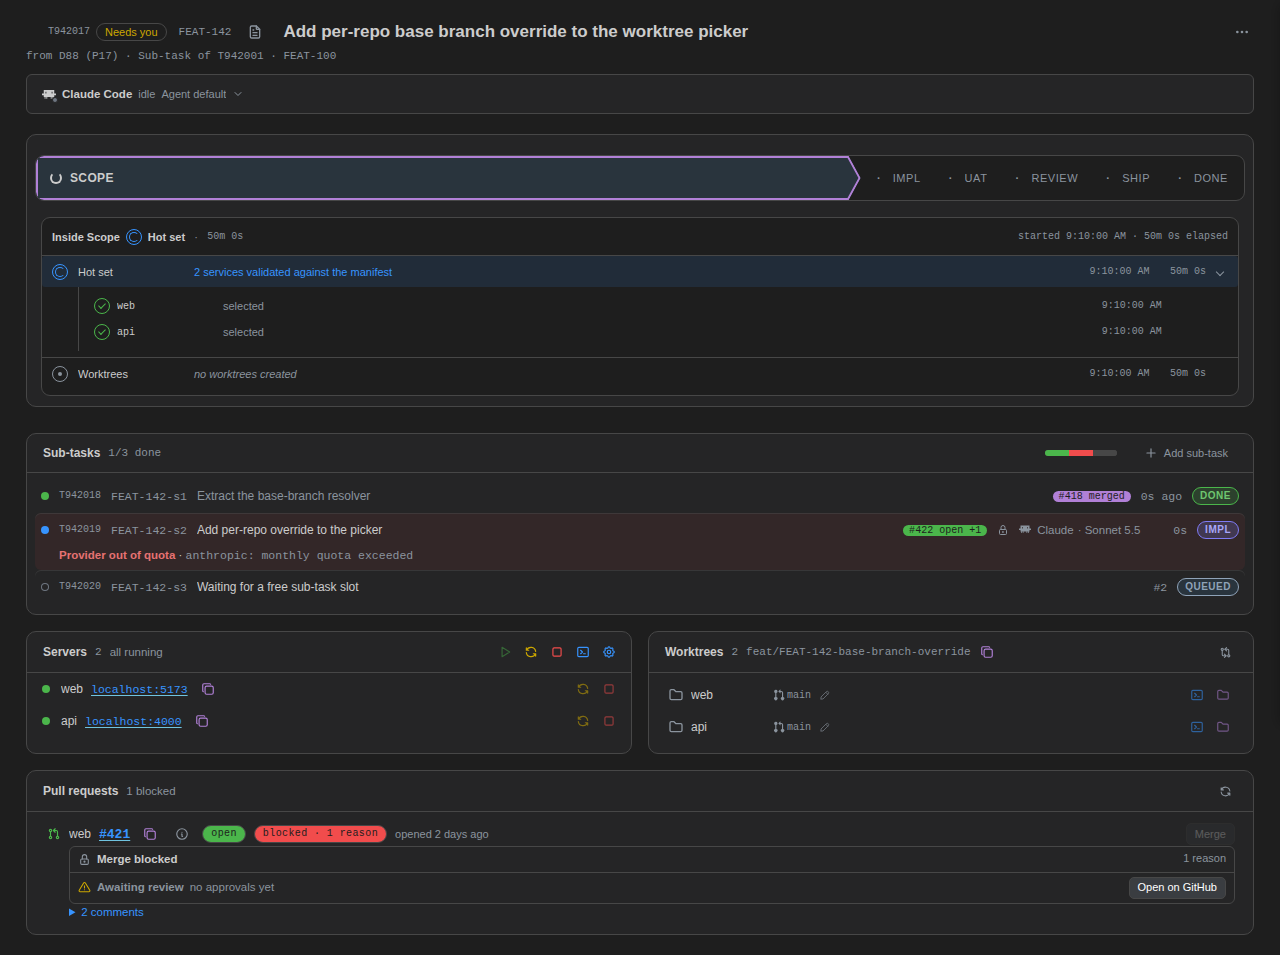 T942017 Needs you FEAT-142 Add per-repo base branch override to the worktree picker
from D88 (P17) · Sub-task of T942001 · FEAT-100
Claude Code idle Agent default
SCOPE · IMPL · UAT · REVIEW · SHIP · DONE
Inside Scope Hot set · 50m 0s started 9:10:00 AM · 50m 0s elapsed
Hot set 2 services validated against the manifest 9:10:00 AM 50m 0s
web selected 9:10:00 AM
api selected 9:10:00 AM
Worktrees no worktrees created 9:10:00 AM 50m 0s
Sub-tasks 1/3 done Add sub-task
T942018 FEAT-142-s1 Extract the base-branch resolver #418 merged 0s ago DONE
T942019 FEAT-142-s2 Add per-repo override to the picker #422 open +1 Claude · Sonnet 5.5 0s IMPL
Provider out of quota · anthropic: monthly quota exceeded
T942020 FEAT-142-s3 Waiting for a free sub-task slot #2 QUEUED
Servers 2 all running
web localhost:5173
api localhost:4000
Worktrees 2 feat/FEAT-142-base-branch-override
web main
api main
Pull requests 1 blocked
web #421 open blocked · 1 reason opened 2 days ago Merge
Merge blocked 1 reason
Awaiting review no approvals yet Open on GitHub
2 comments